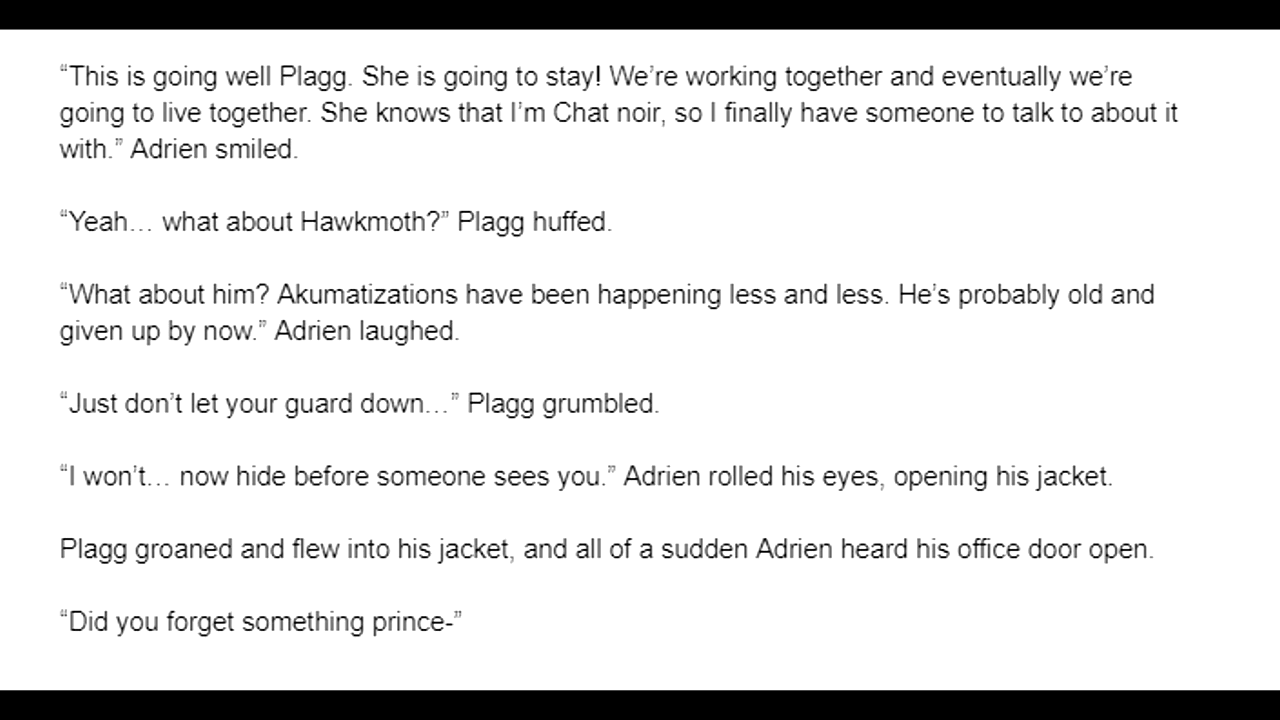 “This is going well Plagg. She is going to stay! We’re working together and eventually we’re
going to live together. She knows that I’m Chat noir, so I finally have someone to talk to about it
with.” Adrien smiled.
“Yeah… what about Hawkmoth?” Plagg huffed.
“What about him? Akumatizations have been happening less and less. He’s probably old and
given up by now.” Adrien laughed.
“Just don’t let your guard down…” Plagg grumbled.
“I won’t… now hide before someone sees you.” Adrien rolled his eyes, opening his jacket.
Plagg groaned and flew into his jacket, and all of a sudden Adrien heard his office door open.
“Did you forget something prince-”